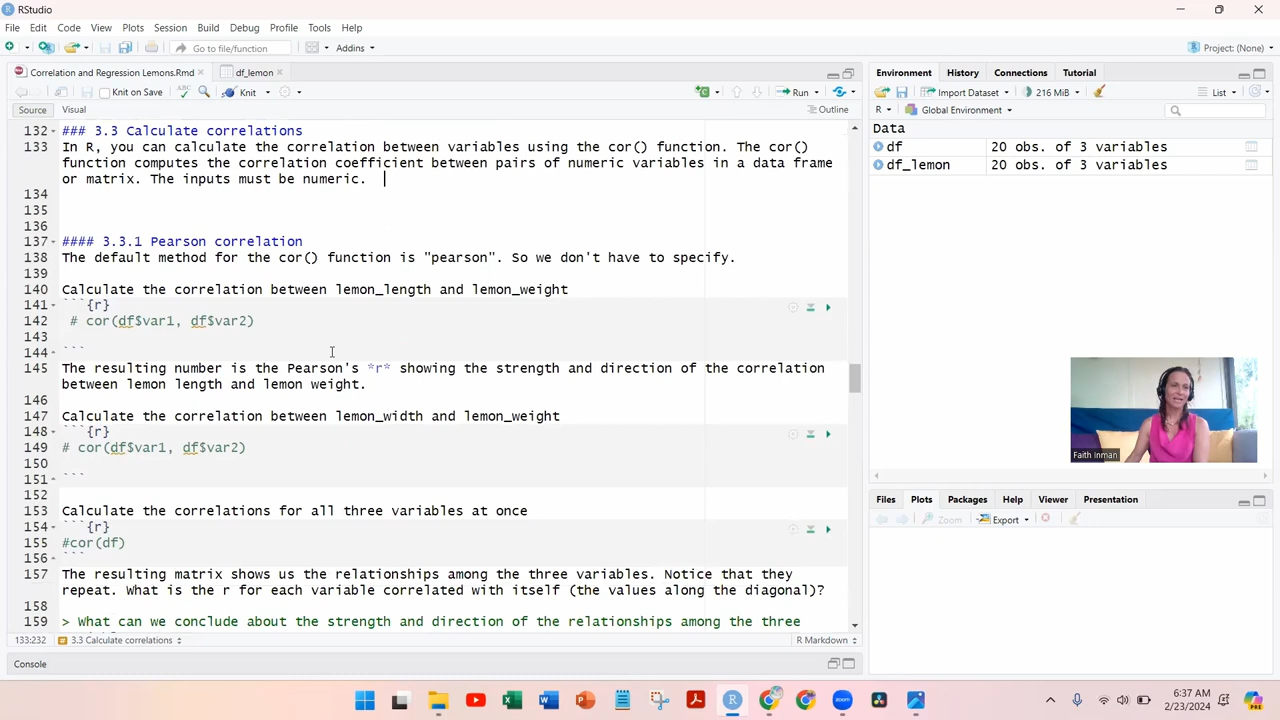 RStudio
File Edit Code View Plots Session Build Debug Profile Tools Help
Go to file/function Addins Project: (None)
Correlation and Regression Lemons.Rmd df_lemon
Knit on Save Knit Run
Source Visual Outline
132 ### 3.3 Calculate correlations
133 In R, you can calculate the correlation between variables using the cor() function. The cor()
function computes the correlation coefficient between pairs of numeric variables in a data frame
or matrix. The inputs must be numeric.
134
135
136
137 #### 3.3.1 Pearson correlation
138 The default method for the cor() function is "pearson". So we don't have to specify.
139
140 Calculate the correlation between lemon_length and lemon_weight
141 ```{r}
142 # cor(df$var1, df$var2)
143
144 ```
145 The resulting number is the Pearson's *r* showing the strength and direction of the correlation
between lemon length and lemon weight.
146
147 Calculate the correlation between lemon_width and lemon_weight
148 ```{r}
149 # cor(df$var1, df$var2)
150
151 ```
152
153 Calculate the correlations for all three variables at once
154 ```{r}
155 #cor(df)
156 ```
157 The resulting matrix shows us the relationships among the three variables. Notice that they
repeat. What is the r for each variable correlated with itself (the values along the diagonal)?
158
159 > What can we conclude about the strength and direction of the relationships among the three
133:232 3.3 Calculate correlations R Markdown
Console
Environment History Connections Tutorial
Import Dataset 216 MiB List
R Global Environment
Data
df 20 obs. of 3 variables
df_lemon 20 obs. of 3 variables
Faith Inman
Files Plots Packages Help Viewer Presentation
Zoom Export
zoom
6:37 AM
2/23/2024
PRE